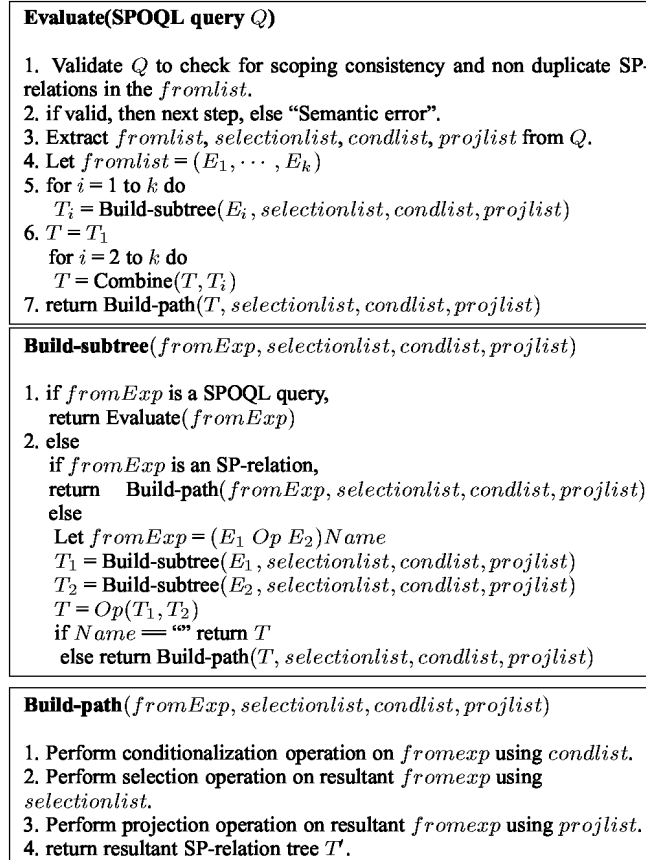 Evaluate(SPOQL query Q)
1. Validate Q to check for scoping consistency and non duplicate SP-
relations in the fromlist.
2. if valid, then next step, else “Semantic error”.
3. Extract fromlist, selectionlist, condlist, projlist from Q.
4. Let fromlist = (E₁, ⋯ , Eₖ)
5. for i = 1 to k do
Tᵢ = Build-subtree(Eᵢ, selectionlist, condlist, projlist)
6. T = T₁
for i = 2 to k do
T = Combine(T, Tᵢ)
7. return Build-path(T, selectionlist, condlist, projlist)
Build-subtree(fromExp, selectionlist, condlist, projlist)
1. if fromExp is a SPOQL query,
return Evaluate(fromExp)
2. else
if fromExp is an SP-relation,
return Build-path(fromExp, selectionlist, condlist, projlist)
else
Let fromExp = (E₁ Op E₂)Name
T₁ = Build-subtree(E₁, selectionlist, condlist, projlist)
T₂ = Build-subtree(E₂, selectionlist, condlist, projlist)
T = Op(T₁, T₂)
if Name == “” return T
else return Build-path(T, selectionlist, condlist, projlist)
Build-path(fromExp, selectionlist, condlist, projlist)
1. Perform conditionalization operation on fromexp using condlist.
2. Perform selection operation on resultant fromexp using
selectionlist.
3. Perform projection operation on resultant fromexp using projlist.
4. return resultant SP-relation tree T′.